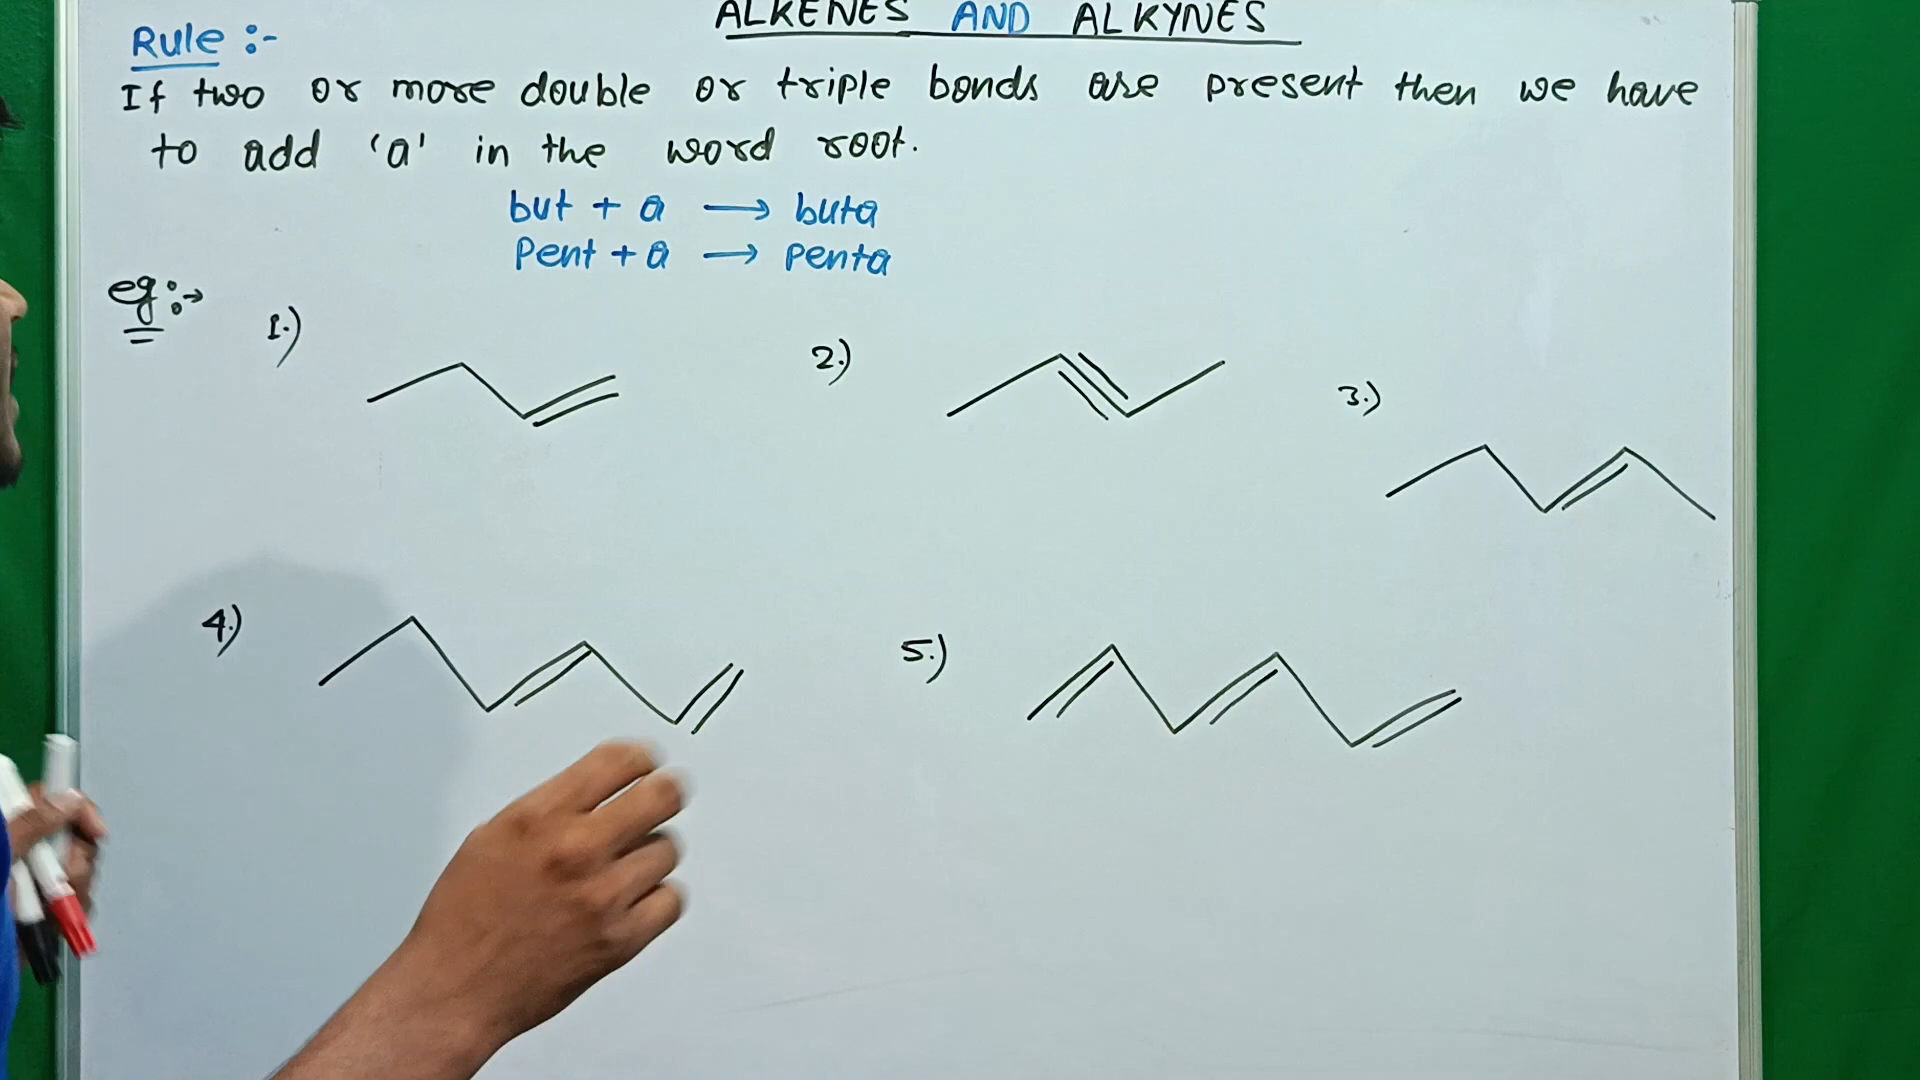 ALKENES AND ALKYNES
Rule :-
If two or more double or triple bonds are present then we have
to add 'a' in the word root.
but + a → buta
Pent + a → Penta
eg:→
1.)
2.)
3.)
4.)
5.)